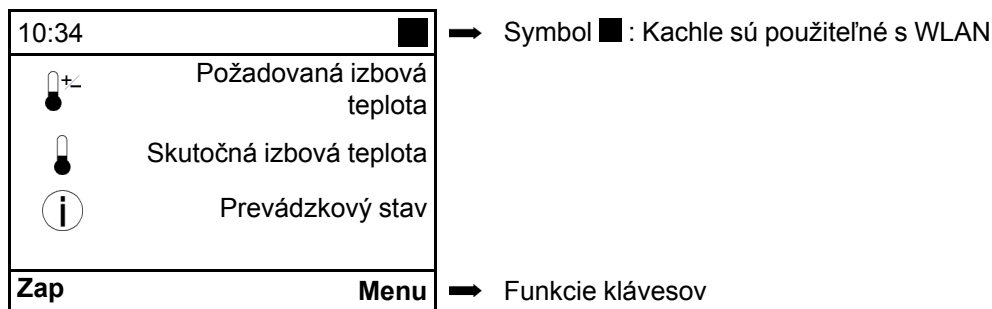 10:34
Symbol ■ : Kachle sú použiteľné s WLAN
Požadovaná izbová
teplota
Skutočná izbová teplota
Prevádzkový stav
Zap Menu
Funkcie klávesov